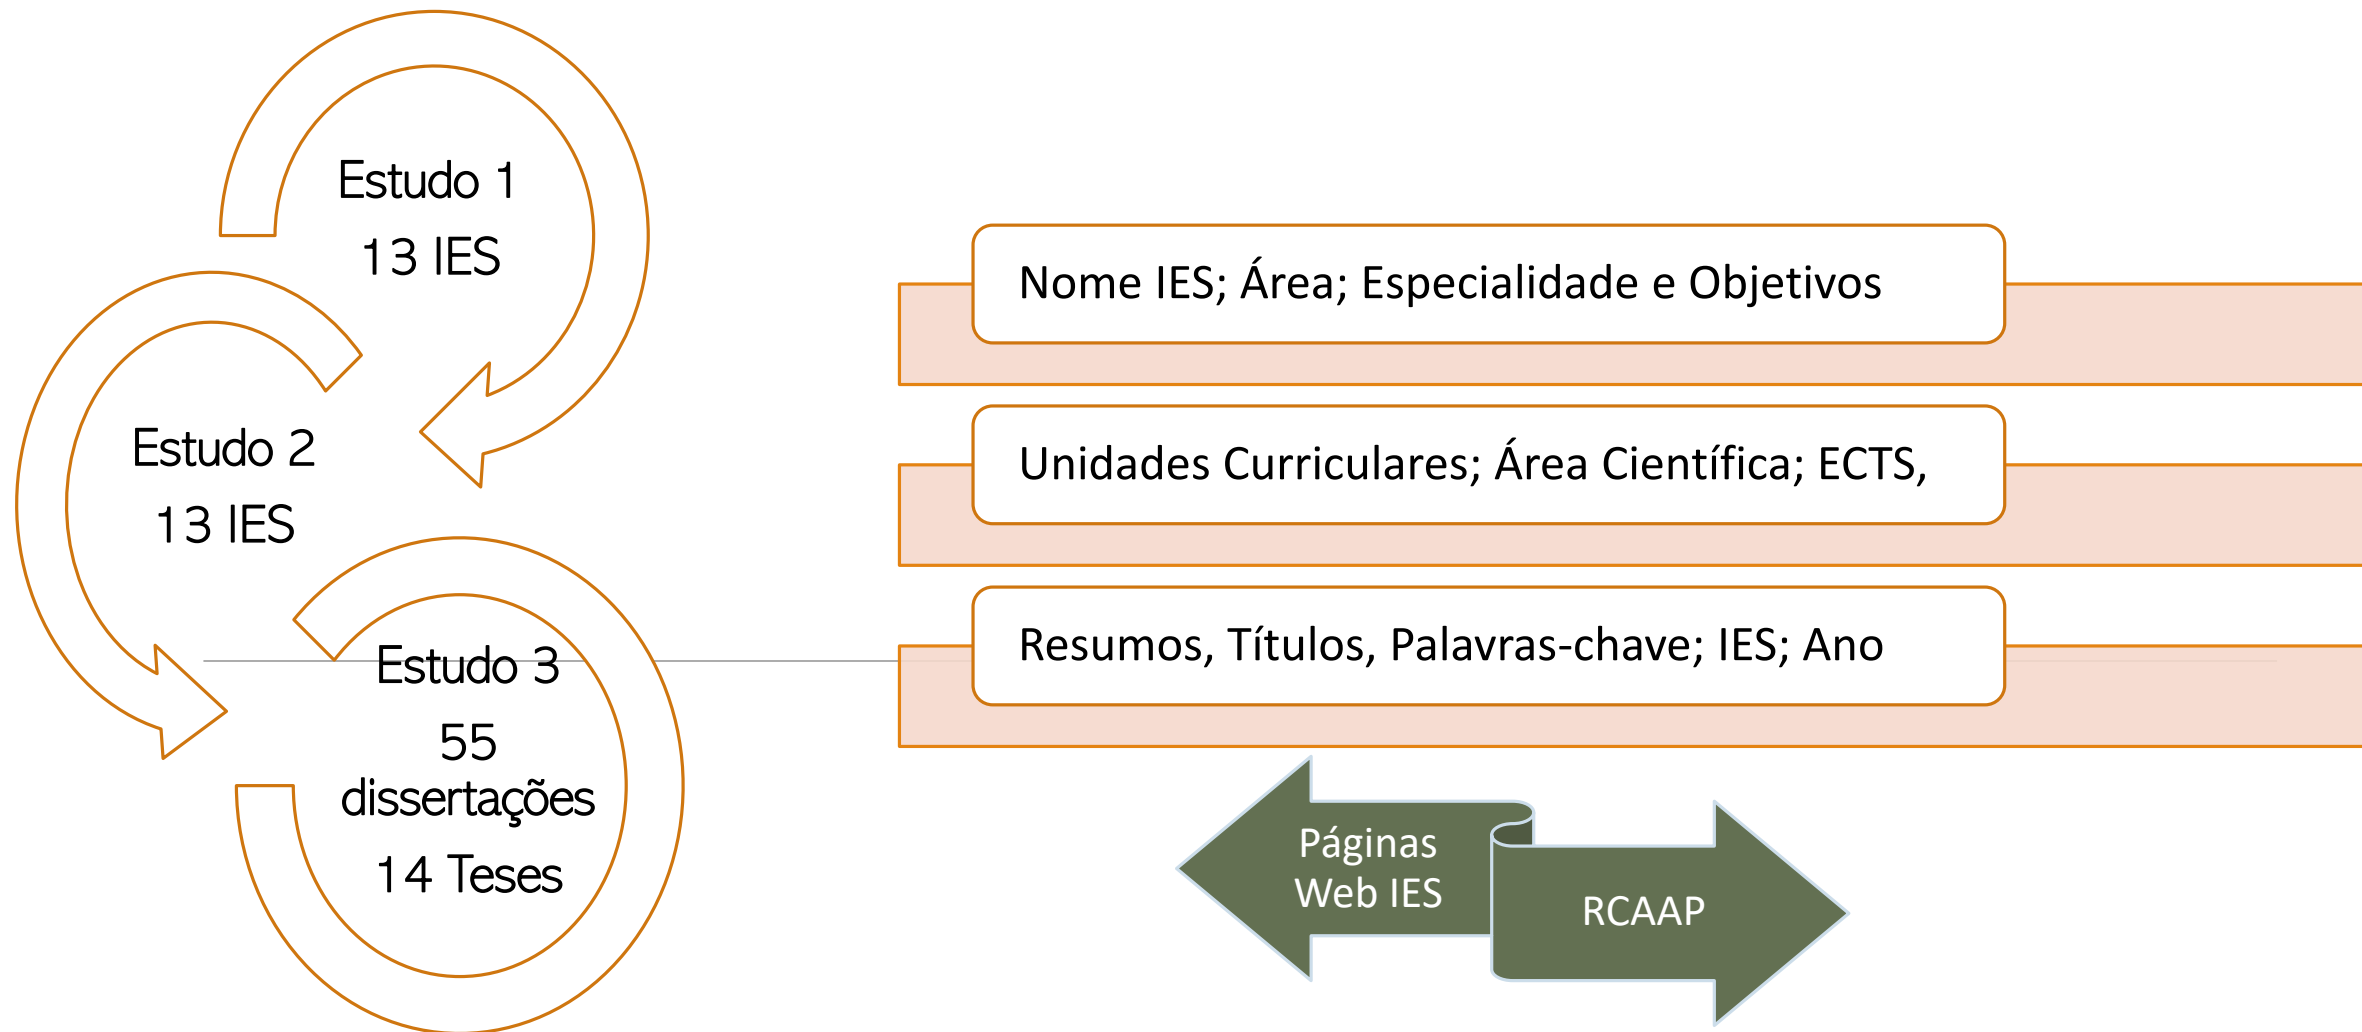 Estudo 1
13 IES
Estudo 2
13 IES
Estudo 3
55
dissertações
14 Teses
Nome IES; Área; Especialidade e Objetivos
Unidades Curriculares; Área Científica; ECTS,
Resumos, Títulos, Palavras-chave; IES; Ano
Páginas
Web IES
RCAAP